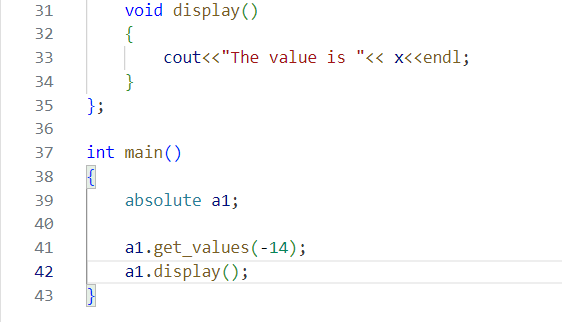 31 void display()
32 {
33 cout<<"The value is "<< x<<endl;
34 }
35 };
36
37 int main()
38 {
39 absolute a1;
40
41 a1.get_values(-14);
42 a1.display();
43 }